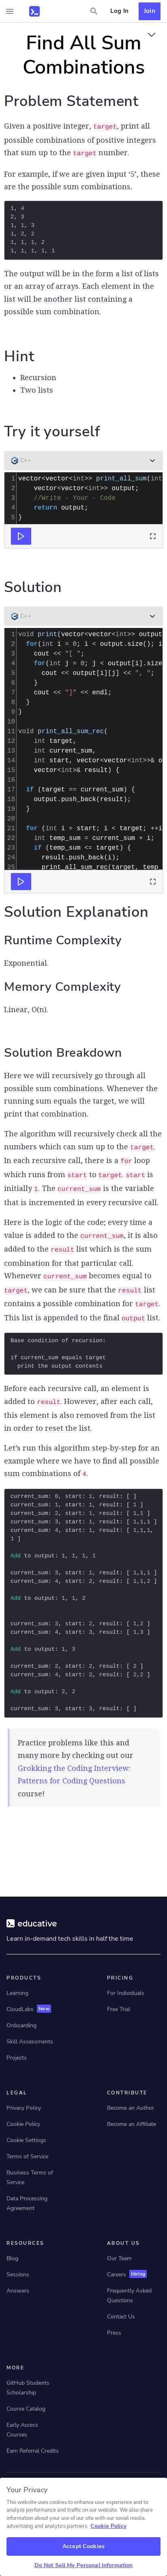 Log In
Join
Find All Sum
Combinations
Problem Statement
Given a positive integer, target, print all
possible combinations of positive integers
that sum up to the target number.
For example, if we are given input ‘5’, these
are the possible sum combinations.
1, 4
2, 3
1, 1, 3
1, 2, 2
1, 1, 1, 2
1, 1, 1, 1, 1
The output will be in the form a list of lists
or an array of arrays. Each element in the
list will be another list containing a
possible sum combination.
Hint
• Recursion
• Two lists
Try it yourself
C++
1 vector<vector<int>> print_all_sum(int
2 vector<vector<int>> output;
3 //Write - Your - Code
4 return output;
5 }
Solution
C++
1 void print(vector<vector<int>> output
2 for(int i = 0; i < output.size(); i
3 cout << "[ ";
4 for(int j = 0; j < output[i].size
5 cout << output[i][j] << ", ";
6 }
7 cout << "]" << endl;
8 }
9 }
10
11 void print_all_sum_rec(
12 int target,
13 int current_sum,
14 int start, vector<vector<int>>& o
15 vector<int>& result) {
16
17 if (target == current_sum) {
18 output.push_back(result);
19 }
20
21 for (int i = start; i < target; ++i
22 int temp_sum = current_sum + i;
23 if (temp_sum <= target) {
24 result.push_back(i);
25 print_all_sum_rec(target, temp
Solution Explanation
Runtime Complexity
Exponential.
Memory Complexity
Linear, O(n).
Solution Breakdown
Here we will recursively go through all
possible sum combinations. Whenever the
running sum equals the target, we will
print that combination.
The algorithm will recursively check all the
numbers which can sum up to the target.
In each recursive call, there is a for loop
which runs from start to target. start is
initially 1. The current_sum is the variable
that is incremented in every recursive call.
Here is the logic of the code; every time a
value is added to the current_sum, it is also
added to the result list which is the sum
combination for that particular call.
Whenever current_sum becomes equal to
target, we can be sure that the result list
contains a possible combination for target.
This list is appended to the final output list.
Base condition of recursion:
if current_sum equals target
print the output contents
Before each recursive call, an element is
added to result. However, after each call,
this element is also removed from the list
in order to reset the list.
Let’s run this algorithm step-by-step for an
example where we have to find all possible
sum combinations of 4.
current_sum: 0, start: 1, result: [ ]
current_sum: 1, start: 1, result: [ 1 ]
current_sum: 2, start: 1, result: [ 1,1 ]
current_sum: 3, start: 1, result: [ 1,1,1 ]
current_sum: 4, start: 1, result: [ 1,1,1,
1 ]
Add to output: 1, 1, 1, 1
current_sum: 3, start: 1, result: [ 1,1,1 ]
current_sum: 4, start: 2, result: [ 1,1,2 ]
Add to output: 1, 1, 2
current_sum: 3, start: 2, result: [ 1,2 ]
current_sum: 4, start: 3, result: [ 1,3 ]
Add to output: 1, 3
current_sum: 2, start: 2, result: [ 2 ]
current_sum: 4, start: 2, result: [ 2,2 ]
Add to output: 2, 2
current_sum: 3, start: 3, result: [ ]
Practice problems like this and
many more by checking out our
Grokking the Coding Interview:
Patterns for Coding Questions
course!
educative
Learn in-demand tech skills in half the time
PRODUCTS
Learning
CloudLabs New
Onboarding
Skill Assessments
Projects
PRICING
For Individuals
Free Trial
LEGAL
Privacy Policy
Cookie Policy
Cookie Settings
Terms of Service
Business Terms of
Service
Data Processing
Agreement
CONTRIBUTE
Become an Author
Become an Affiliate
RESOURCES
Blog
Sessions
Answers
ABOUT US
Our Team
Careers Hiring
Frequently Asked
Questions
Contact Us
Press
MORE
GitHub Students
Scholarship
Course Catalog
Early Access
Courses
Earn Referral Credits
Your Privacy
We use cookies to ensure you get the best experience on our website, to
analyze performance and traffic on our website, to personalize content or
more relevant advertising (including sharing your data with social media,
advertising and analytic partners). Cookie Policy
Accept Cookies
Do Not Sell My Personal Information